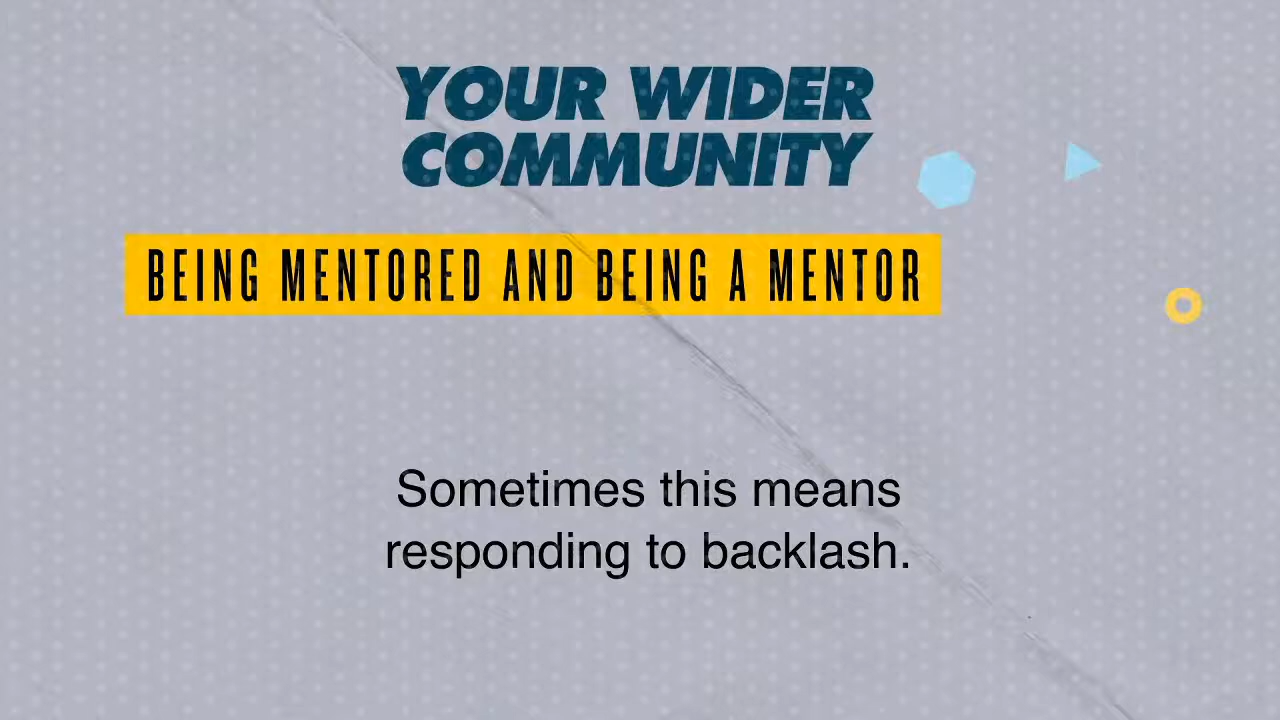 YOUR WIDER
COMMUNITY
BEING MENTORED AND BEING A MENTOR
Sometimes this means
responding to backlash.